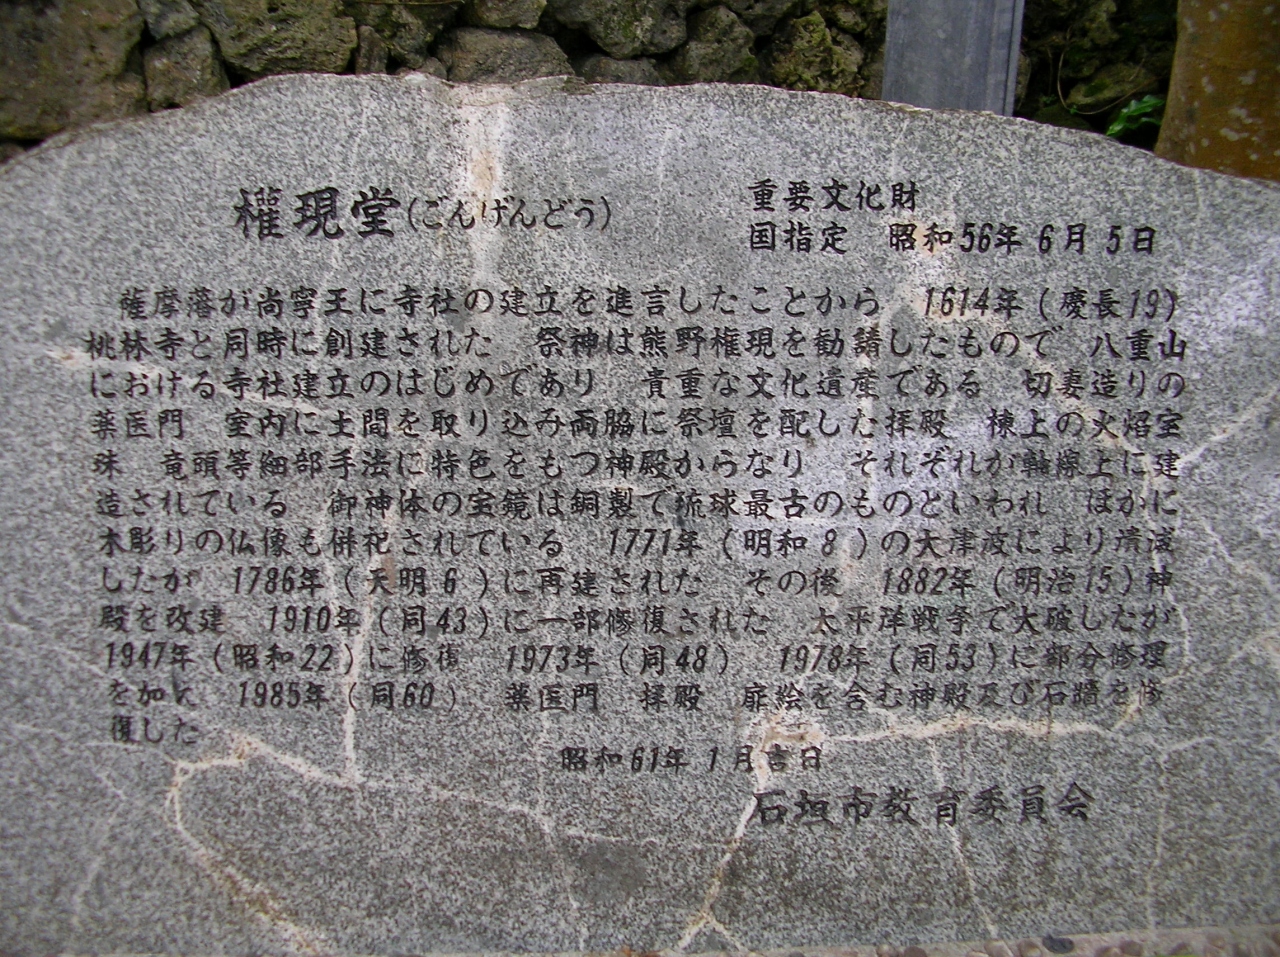 權現堂(ごんげんどう)
重要文化財
国指定 昭和56年6月5日
薩摩落が尚寧王に寺社の建立を進言したことから 1614年(慶長19)
桃林寺と同時に創建された 祭神は熊野権現を勧請したもので 八重山
における寺社建立のはじめであり 貴重な文化遺産である 切妻造りの
薬医門 室内に土間を取り込み両脇に祭壇を配した拝殿 棟上の火焔宝
珠 竜頭等細部手法に特色をもつ神殿からなり それぞれが軸線上に建
造されている 御神体の宝鏡は銅製で琉球最古のものといわれ ほかに
木彫りの仏像も併祀されている 1771年(明和8)の大津波により潰滅
したが 1786年(天明6)に再建された その後 1882年(明治15)神
殿を改建 1910年(同43)に一部修復された 太平洋戦争で大破したが
1947年(昭和22)に修復 1973年(同48) 1978年(同53)に部分修理
を加え 1985年(同60) 薬医門 拝殿 扉絵を含む神殿及び石牆を修
復した
昭和61年1月吉日
石垣市教育委員会